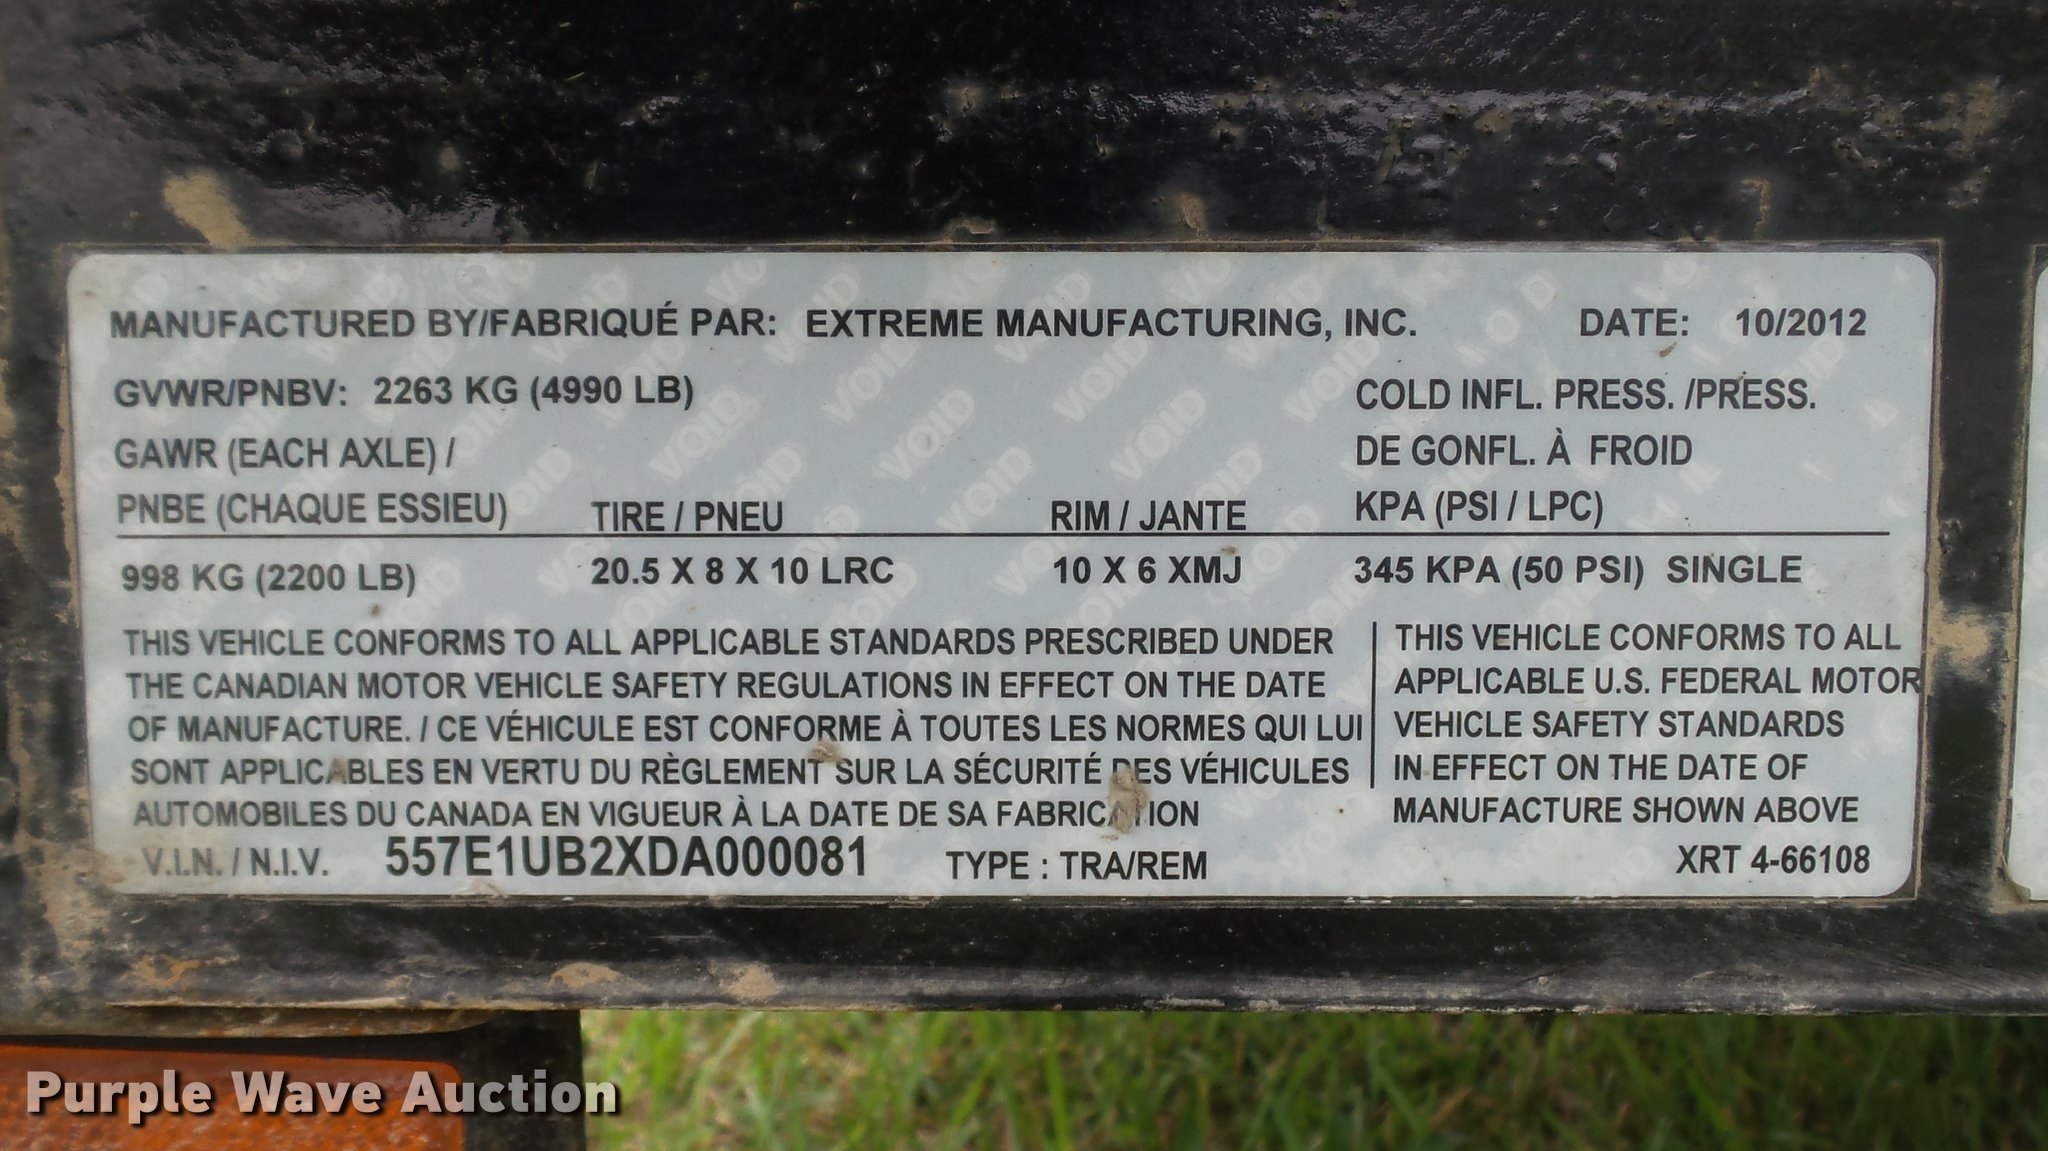 MANUFACTURED BY/FABRIQUÉ PAR: EXTREME MANUFACTURING, INC. DATE: 10/2012
GVWR/PNBV: 2263 KG (4990 LB)
COLD INFL. PRESS. /PRESS.
GAWR (EACH AXLE) /
DE GONFL. À FROID
PNBE (CHAQUE ESSIEU) TIRE / PNEU RIM / JANTE KPA (PSI / LPC)
998 KG (2200 LB) 20.5 X 8 X 10 LRC 10 X 6 XMJ 345 KPA (50 PSI) SINGLE
THIS VEHICLE CONFORMS TO ALL APPLICABLE STANDARDS PRESCRIBED UNDER
THE CANADIAN MOTOR VEHICLE SAFETY REGULATIONS IN EFFECT ON THE DATE
OF MANUFACTURE. / CE VÉHICULE EST CONFORME À TOUTES LES NORMES QUI LUI
SONT APPLICABLES EN VERTU DU RÈGLEMENT SUR LA SÉCURITÉ DES VÉHICULES
AUTOMOBILES DU CANADA EN VIGUEUR À LA DATE DE SA FABRICATION
THIS VEHICLE CONFORMS TO ALL
APPLICABLE U.S. FEDERAL MOTOR
VEHICLE SAFETY STANDARDS
IN EFFECT ON THE DATE OF
MANUFACTURE SHOWN ABOVE
V.I.N. / N.I.V. 557E1UB2XDA000081 TYPE : TRA/REM XRT 4-66108
Purple Wave Auction